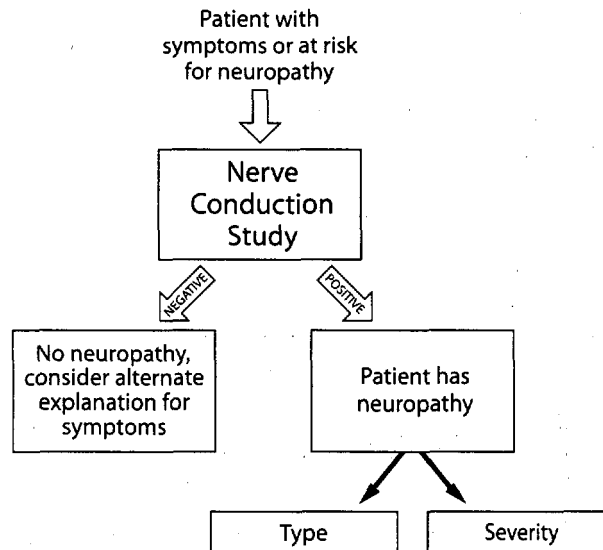 Patient with
symptoms or at risk
for neuropathy
Nerve
Conduction
Study
NEGATIVE
POSITIVE
No neuropathy,
consider alternate
explanation for
symptoms
Patient has
neuropathy
Type
Severity